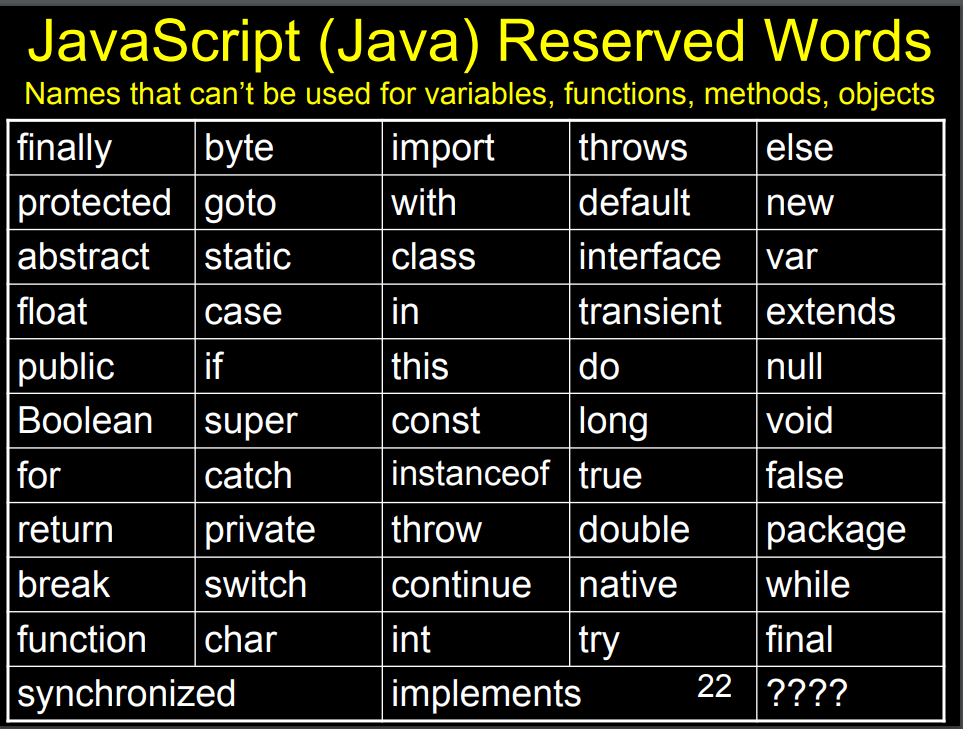 JavaScript (Java) Reserved Words
Names that can’t be used for variables, functions, methods, objects
finally byte import throws else
protected goto with default new
abstract static class interface var
float case in transient extends
public if this do null
Boolean super const long void
for catch instanceof true false
return private throw double package
break switch continue native while
function char int try final
synchronized implements 22 ????